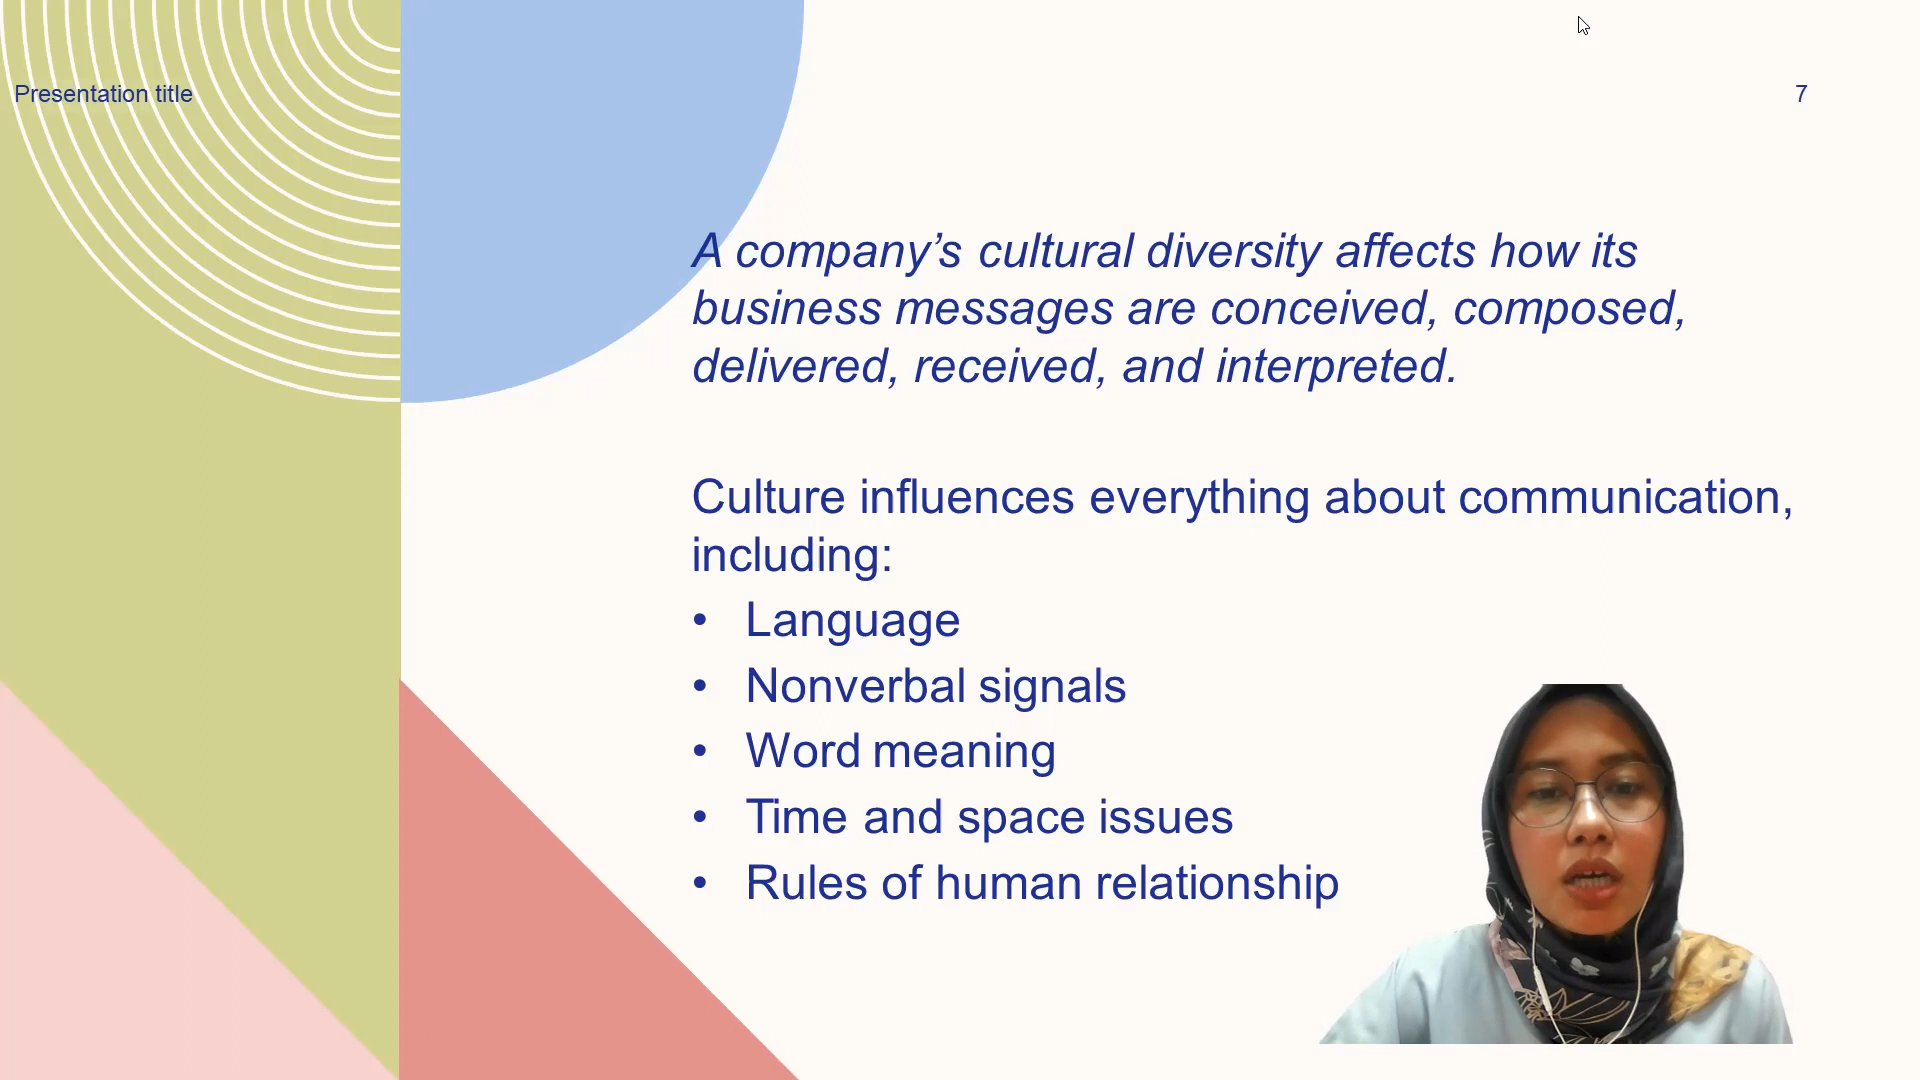 Presentation title
7
A company’s cultural diversity affects how its
business messages are conceived, composed,
delivered, received, and interpreted.
Culture influences everything about communication,
including:
• Language
• Nonverbal signals
• Word meaning
• Time and space issues
• Rules of human relationship